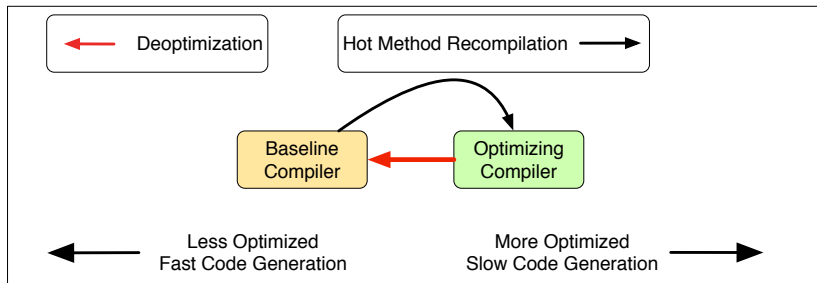 Deoptimization
Hot Method Recompilation
Baseline
Compiler
Optimizing
Compiler
Less Optimized
Fast Code Generation
More Optimized
Slow Code Generation